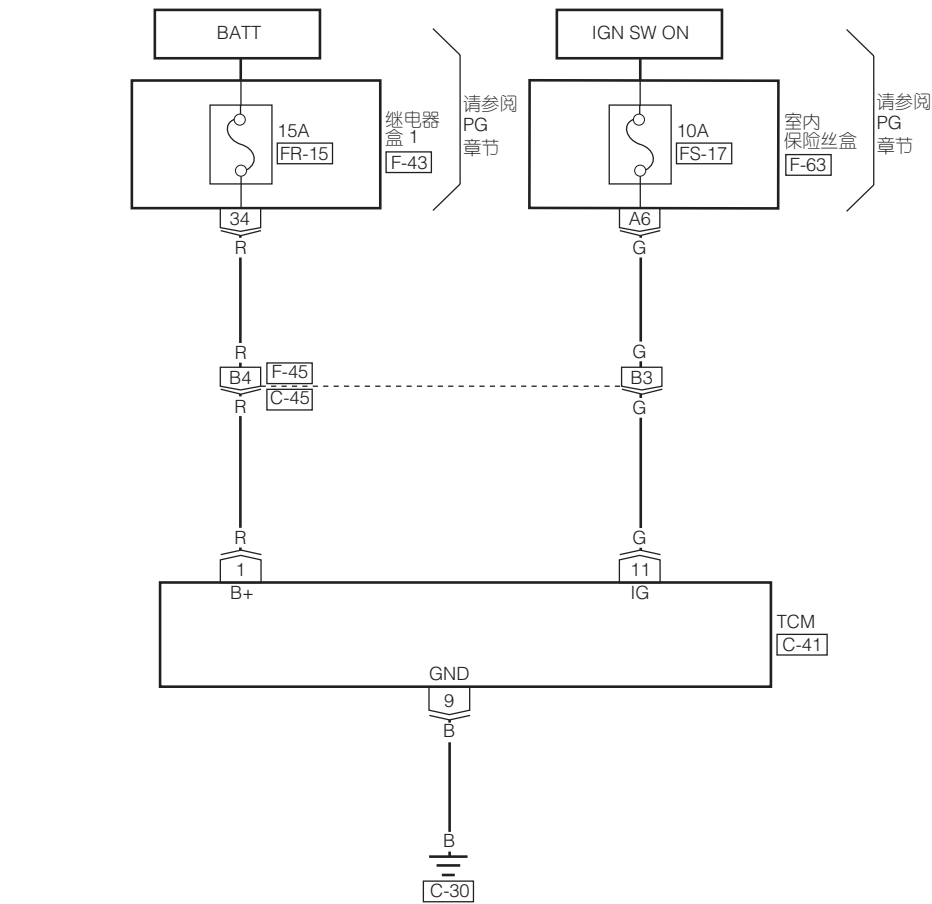 BATT
IGN SW ON
15A
FR-15
继电器
盒 1
F-43
请参阅
PG
章节
10A
FS-17
室内
保险丝盒
F-63
请参阅
PG
章节
34
A6
R
G
R
G
B4
F-45
C-45
B3
R
G
R
G
1
11
B+
IG
TCM
C-41
GND
9
B
B
C-30